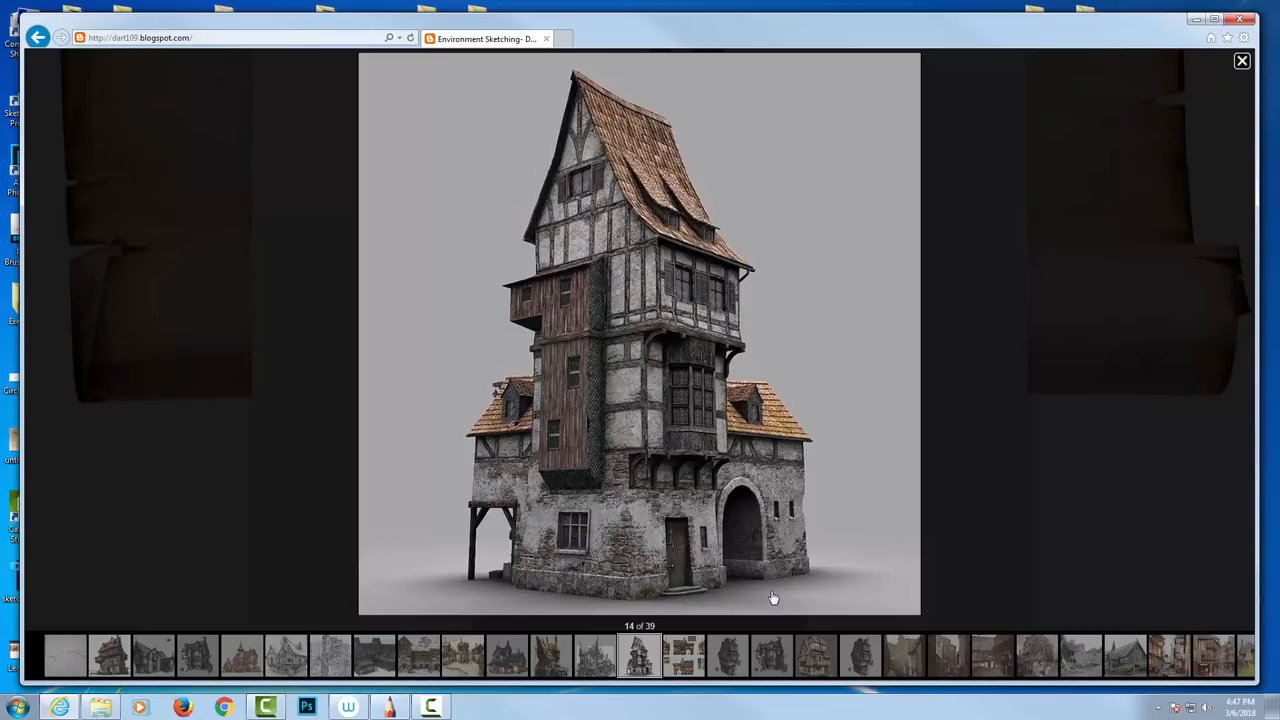 http://dart109.blogspot.com/
Environment Sketching- D...
14 of 39
4:47 PM
3/6/2018